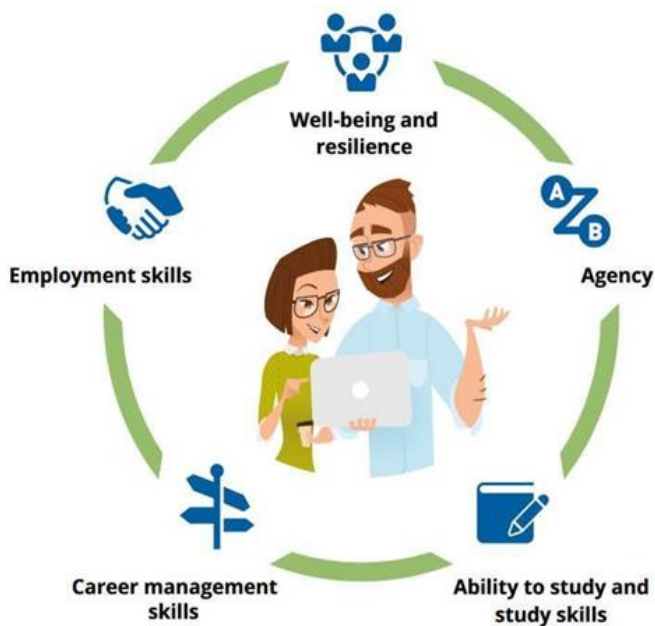 Well-being and
resilience
A
B
Agency
Employment skills
Career management
skills
Ability to study and
study skills